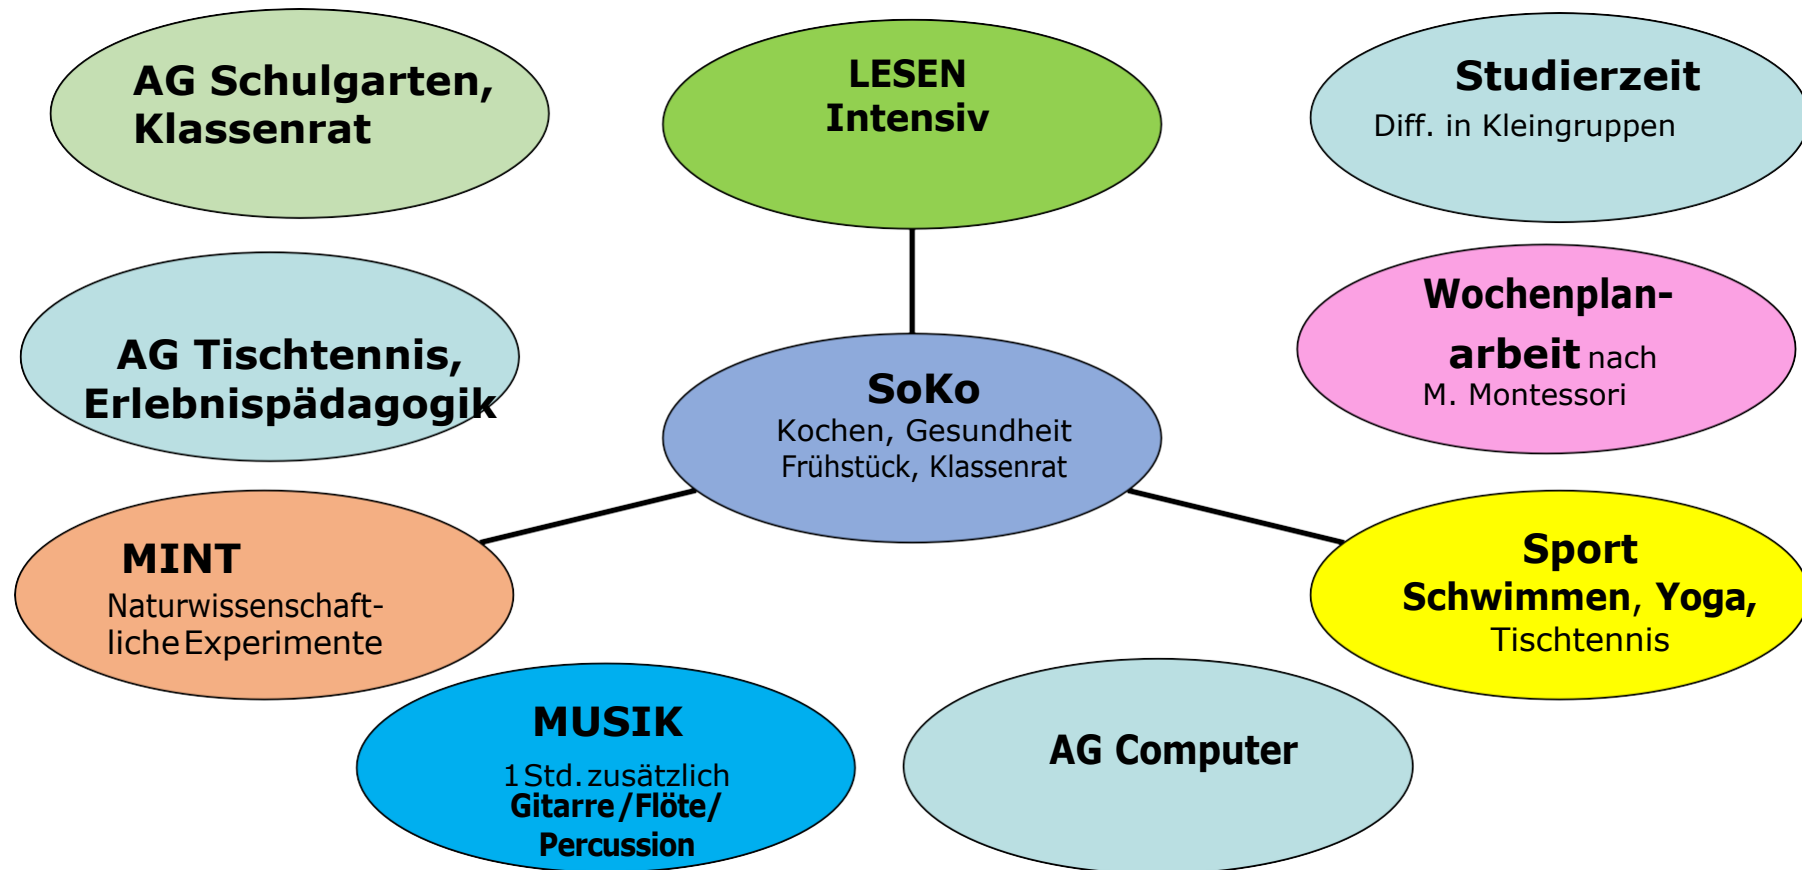 AG Schulgarten,
Klassenrat
LESEN
Intensiv
Studierzeit
Diff. in Kleingruppen
AG Tischtennis,
Erlebnispädagogik
SoKo
Kochen, Gesundheit
Frühstück, Klassenrat
Wochenplan-
arbeit nach
M. Montessori
MINT
Naturwissenschaft-
liche Experimente
Sport
Schwimmen, Yoga,
Tischtennis
MUSIK
1 Std. zusätzlich
Gitarre / Flöte/
Percussion
AG Computer